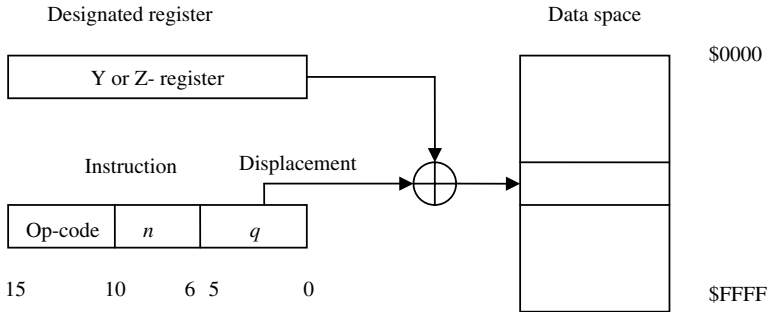 Designated register
Data space
$0000
Y or Z- register
Instruction
Displacement
Op-code
n
q
15
10
6
5
0
$FFFF